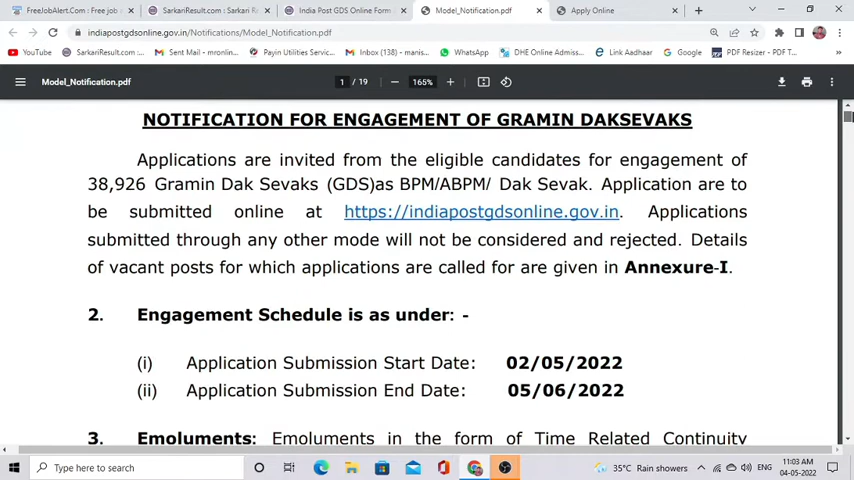 FreeJobAlert.Com : Free job a
SarkariResult.com : Sarkari R
India Post GDS Online Form
Model_Notification.pdf
Apply Online
indiapostgdsonline.gov.in/Notifications/Model_Notification.pdf
YouTube
SarkariResult.com :...
Sent Mail - mronlin...
Payin Utilities Servic...
Inbox (138) - manis...
WhatsApp
DHE Online Admiss...
Link Aadhaar
Google
PDF Resizer - PDF T...
Model_Notification.pdf
1 / 19
165%
NOTIFICATION FOR ENGAGEMENT OF GRAMIN DAKSEVAKS
Applications are invited from the eligible candidates for engagement of
38,926 Gramin Dak Sevaks (GDS)as BPM/ABPM/ Dak Sevak. Application are to
be submitted online at https://indiapostgdsonline.gov.in. Applications
submitted through any other mode will not be considered and rejected. Details
of vacant posts for which applications are called for are given in Annexure-I.
2. Engagement Schedule is as under: -
(i) Application Submission Start Date: 02/05/2022
(ii) Application Submission End Date: 05/06/2022
3. Emoluments: Emoluments in the form of Time Related Continuity
Type here to search
35°C Rain showers
ENG
11:03 AM
04-05-2022